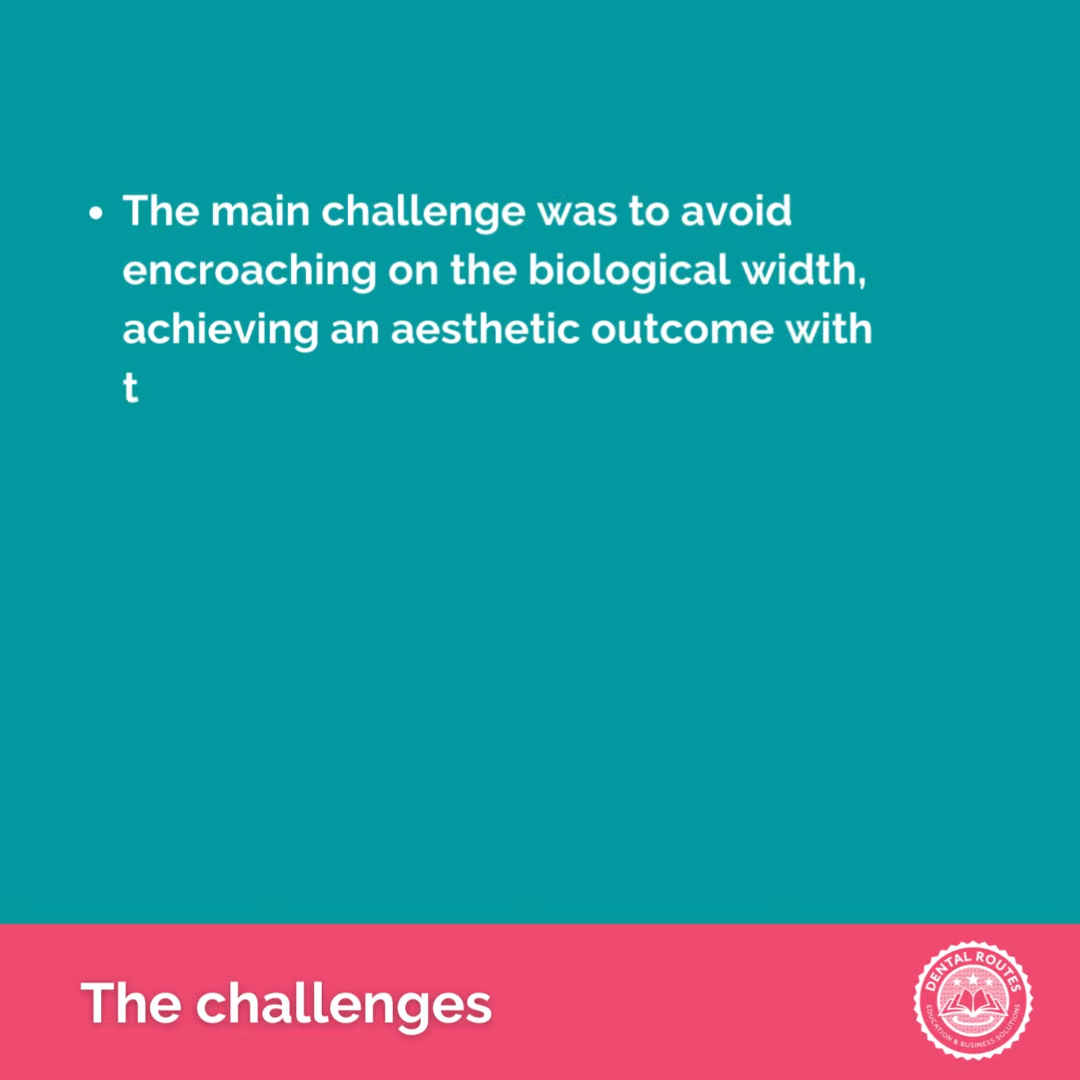 • The main challenge was to avoid
encroaching on the biological width,
achieving an aesthetic outcome with
t
The challenges
DENTAL ROUTES
EDUCATION & BUSINESS SOLUTIONS